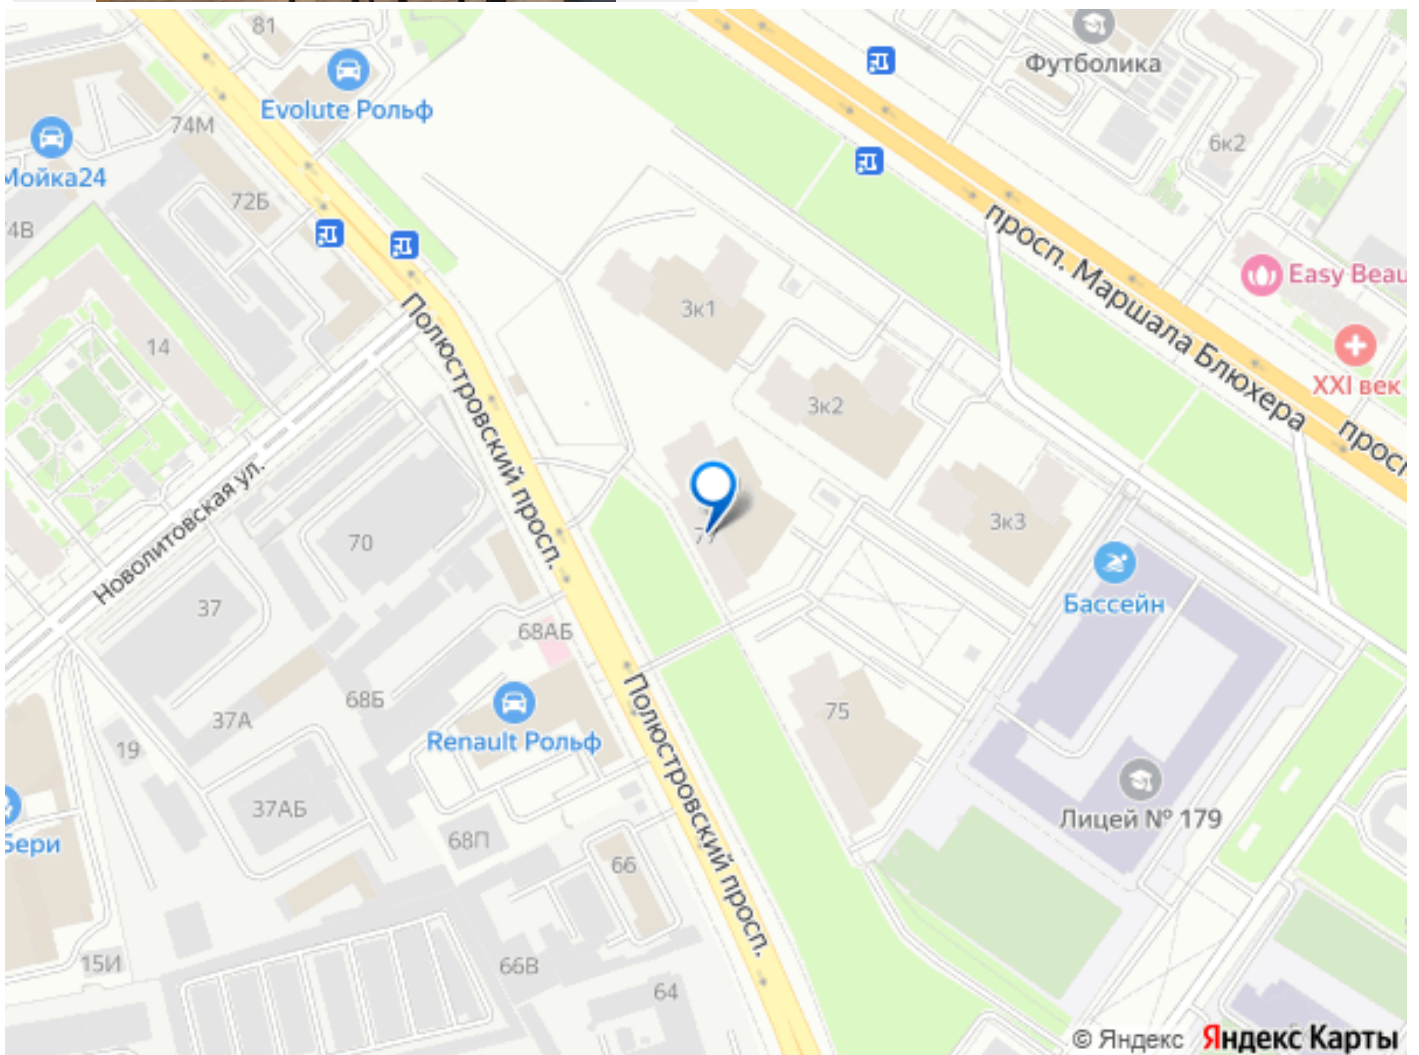 81
Футболика
Evolute Рольф
74М
6к2
Мойка24
72Б
просп. Маршала Блюхера
просп
Easy Beau
3к1
14
Полюстровский просп.
XXI век
3к2
Новолитовская ул.
3к3
70
Бассейн
37
68АБ
68Б
37А
75
Renault Рольф
19
Полюстровский просп.
37АБ
Лицей № 179
68П
66
15И
66В
64
© Яндекс Яндекс Карты